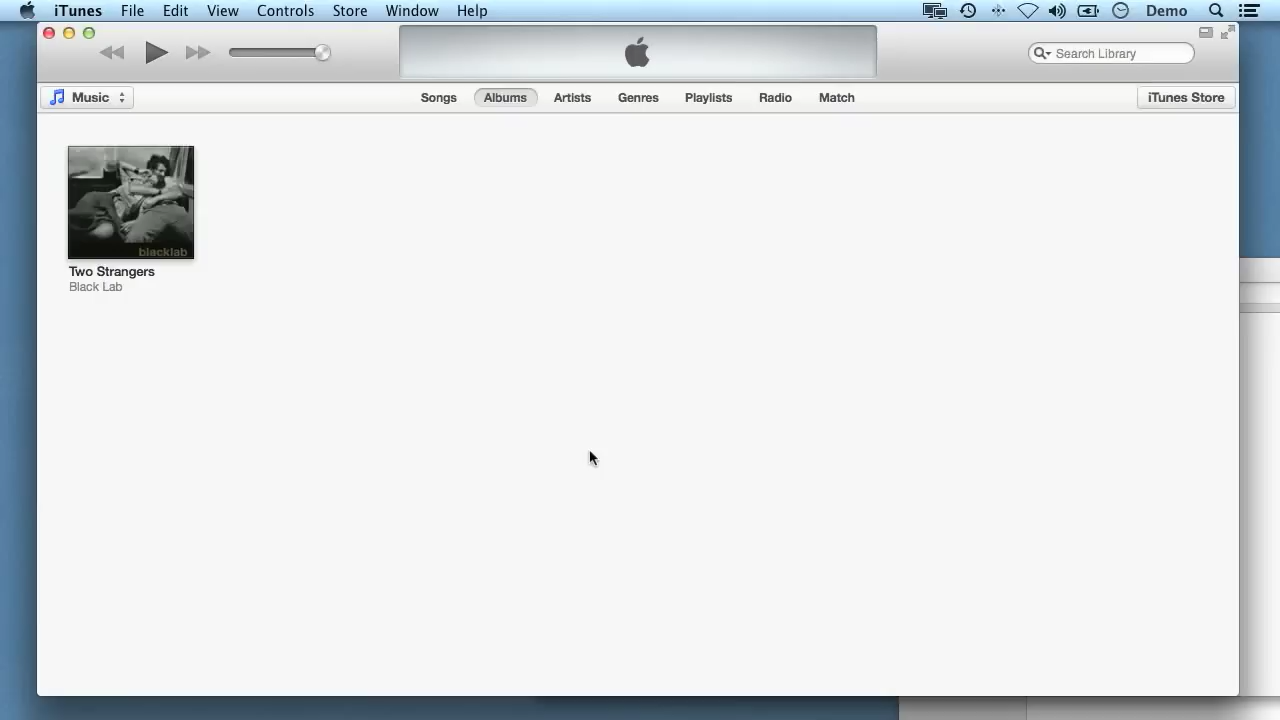 iTunes File Edit View Controls Store Window Help Demo
Search Library
Music Songs Albums Artists Genres Playlists Radio Match iTunes Store
blacklab
Two Strangers
Black Lab